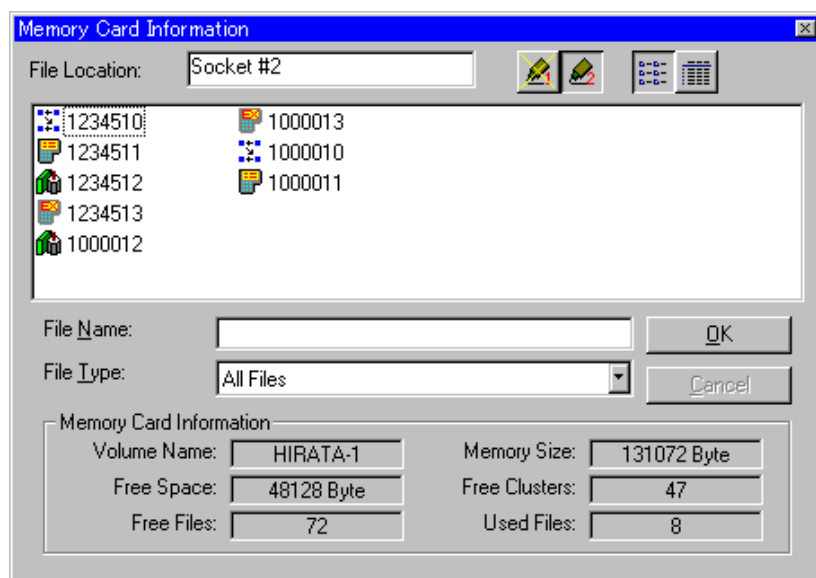 Memory Card Information
File Location: Socket #2
1 2
1234510 1000013
1234511 1000010
1234512 1000011
1234513
1000012
File Name: OK
File Type: All Files Cancel
Memory Card Information
Volume Name: HIRATA-1 Memory Size: 131072 Byte
Free Space: 48128 Byte Free Clusters: 47
Free Files: 72 Used Files: 8